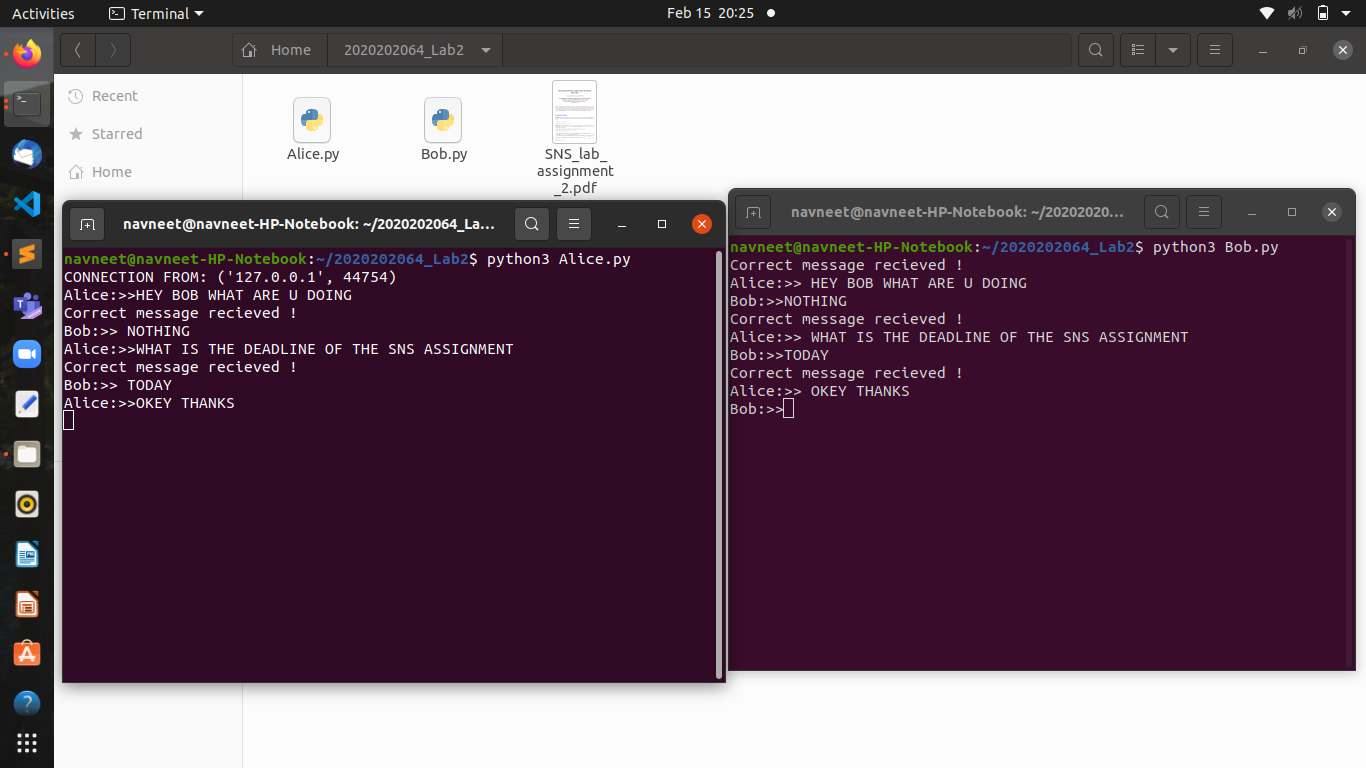 Activities
Terminal
Feb 15 20:25
Home
2020202064_Lab2
Recent
Starred
Home
Alice.py
Bob.py
SNS_lab_
assignment
_2.pdf
navneet@navneet-HP-Notebook: ~/2020202064_La...
navneet@navneet-HP-Notebook:~/2020202064_Lab2$ python3 Alice.py
CONNECTION FROM: ('127.0.0.1', 44754)
Alice:>>HEY BOB WHAT ARE U DOING
Correct message recieved !
Bob:>> NOTHING
Alice:>>WHAT IS THE DEADLINE OF THE SNS ASSIGNMENT
Correct message recieved !
Bob:>> TODAY
Alice:>>OKEY THANKS
navneet@navneet-HP-Notebook: ~/20202020...
navneet@navneet-HP-Notebook:~/2020202064_Lab2$ python3 Bob.py
Correct message recieved !
Alice:>> HEY BOB WHAT ARE U DOING
Bob:>>NOTHING
Correct message recieved !
Alice:>> WHAT IS THE DEADLINE OF THE SNS ASSIGNMENT
Bob:>>TODAY
Correct message recieved !
Alice:>> OKEY THANKS
Bob:>>